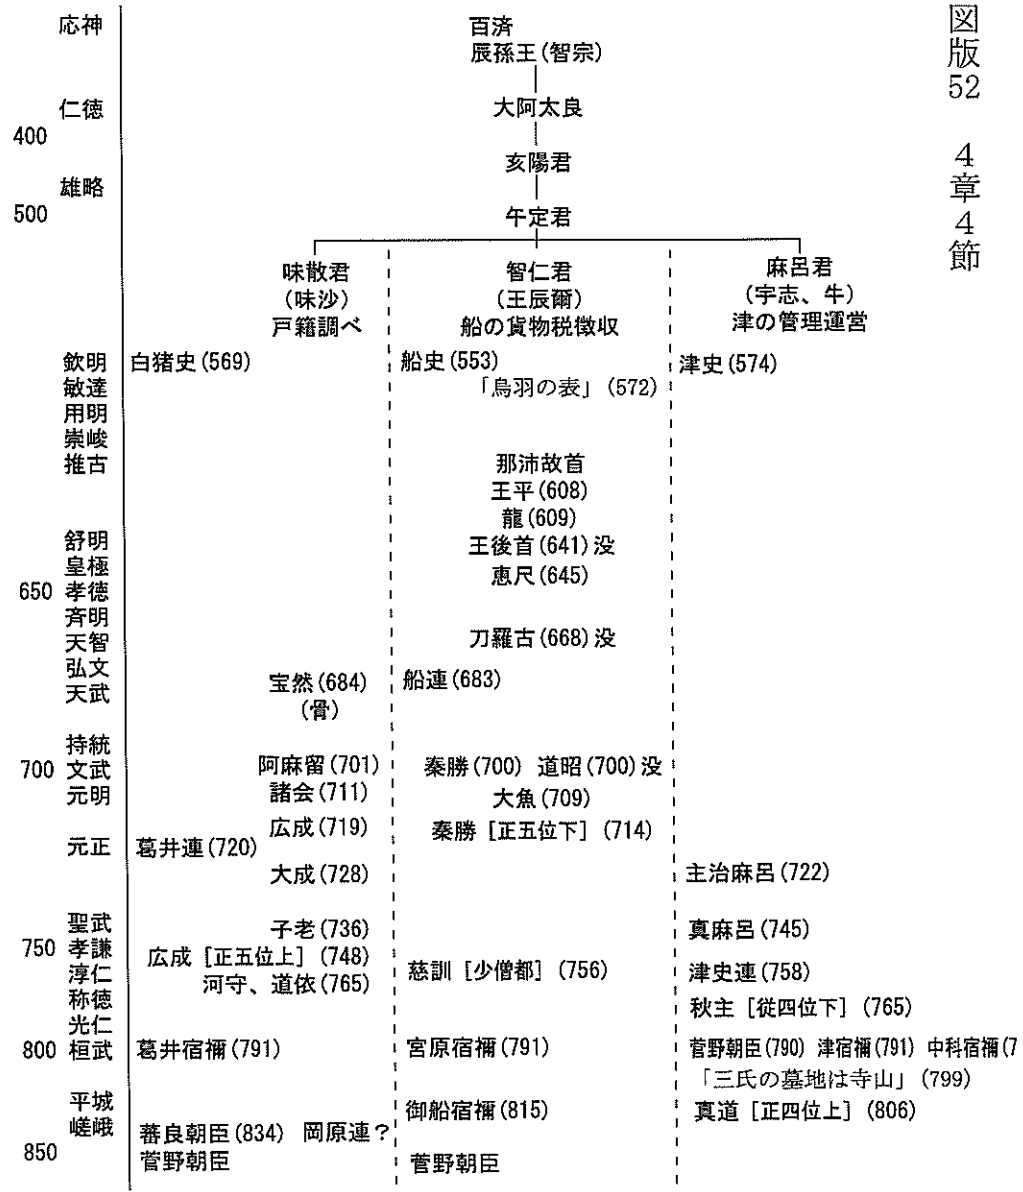 図版52　4章4節
応神 百済
辰孫王(智宗)
仁徳 大阿太良
400
亥陽君
雄略
500 午定君
味散君 智仁君 麻呂君
(味沙) (王辰爾) (宇志、牛)
戸籍調べ 船の貨物税徴収 津の管理運営
欽明 白猪史(569) 船史(553) 津史(574)
敏達 「烏羽の表」(572)
用明
崇峻
推古 那沛故首
王平(608)
龍(609)
舒明 王後首(641)没
皇極 恵尺(645)
650 孝徳
斉明
天智 刀羅古(668)没
弘文
天武 宝然(684) 船連(683)
(骨)
持統
700 文武 阿麻留(701) 秦勝(700) 道昭(700)没
元明 諸会(711) 大魚(709)
広成(719) 秦勝[正五位下](714)
元正 葛井連(720)
大成(728) 主治麻呂(722)
聖武 子老(736) 真麻呂(745)
750 孝謙 広成[正五位上](748)
淳仁 河守、道依(765) 慈訓[少僧都](756) 津史連(758)
称徳 秋主[従四位下](765)
光仁
800 桓武 葛井宿禰(791) 宮原宿禰(791) 菅野朝臣(790) 津宿禰(791) 中科宿禰(7
「三氏の墓地は寺山」(799)
平城 御船宿禰(815) 真道[正四位上](806)
嵯峨 蕃良朝臣(834) 岡原連?
850 菅野朝臣 菅野朝臣